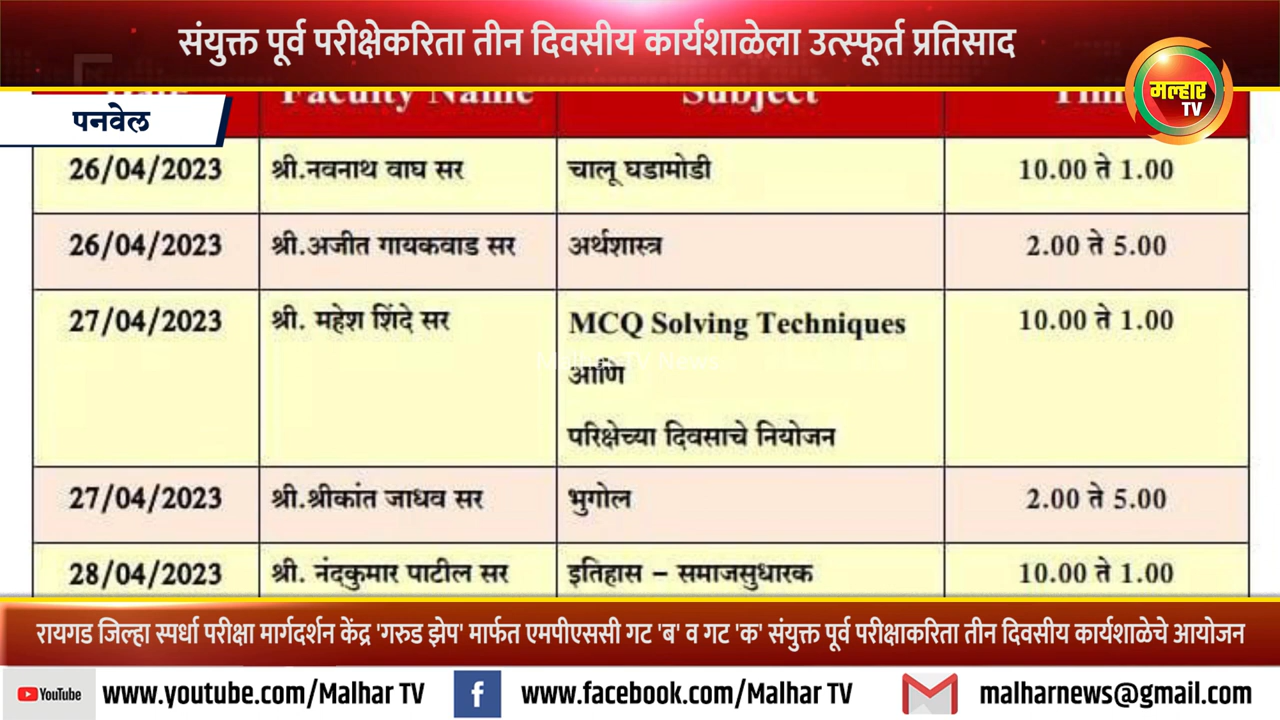 संयुक्त पूर्व परीक्षेकरिता तीन दिवसीय कार्यशाळेला उत्स्फूर्त प्रतिसाद
मल्हार
TV
पनवेल
Date Faculty Name Subject Time
26/04/2023 श्री.नवनाथ वाघ सर चालू घडामोडी 10.00 ते 1.00
26/04/2023 श्री.अजीत गायकवाड सर अर्थशास्त्र 2.00 ते 5.00
27/04/2023 श्री. महेश शिंदे सर MCQ Solving Techniques 10.00 ते 1.00
Malhar TV News
आणि
परिक्षेच्या दिवसाचे नियोजन
27/04/2023 श्री.श्रीकांत जाधव सर भुगोल 2.00 ते 5.00
28/04/2023 श्री. नंदकुमार पाटील सर इतिहास – समाजसुधारक 10.00 ते 1.00
रायगड जिल्हा स्पर्धा परीक्षा मार्गदर्शन केंद्र 'गरुड झेप' मार्फत एमपीएससी गट 'ब' व गट 'क' संयुक्त पूर्व परीक्षाकरिता तीन दिवसीय कार्यशाळेचे आयोजन
YouTube www.youtube.com/Malhar TV f www.facebook.com/Malhar TV malharnews@gmail.com